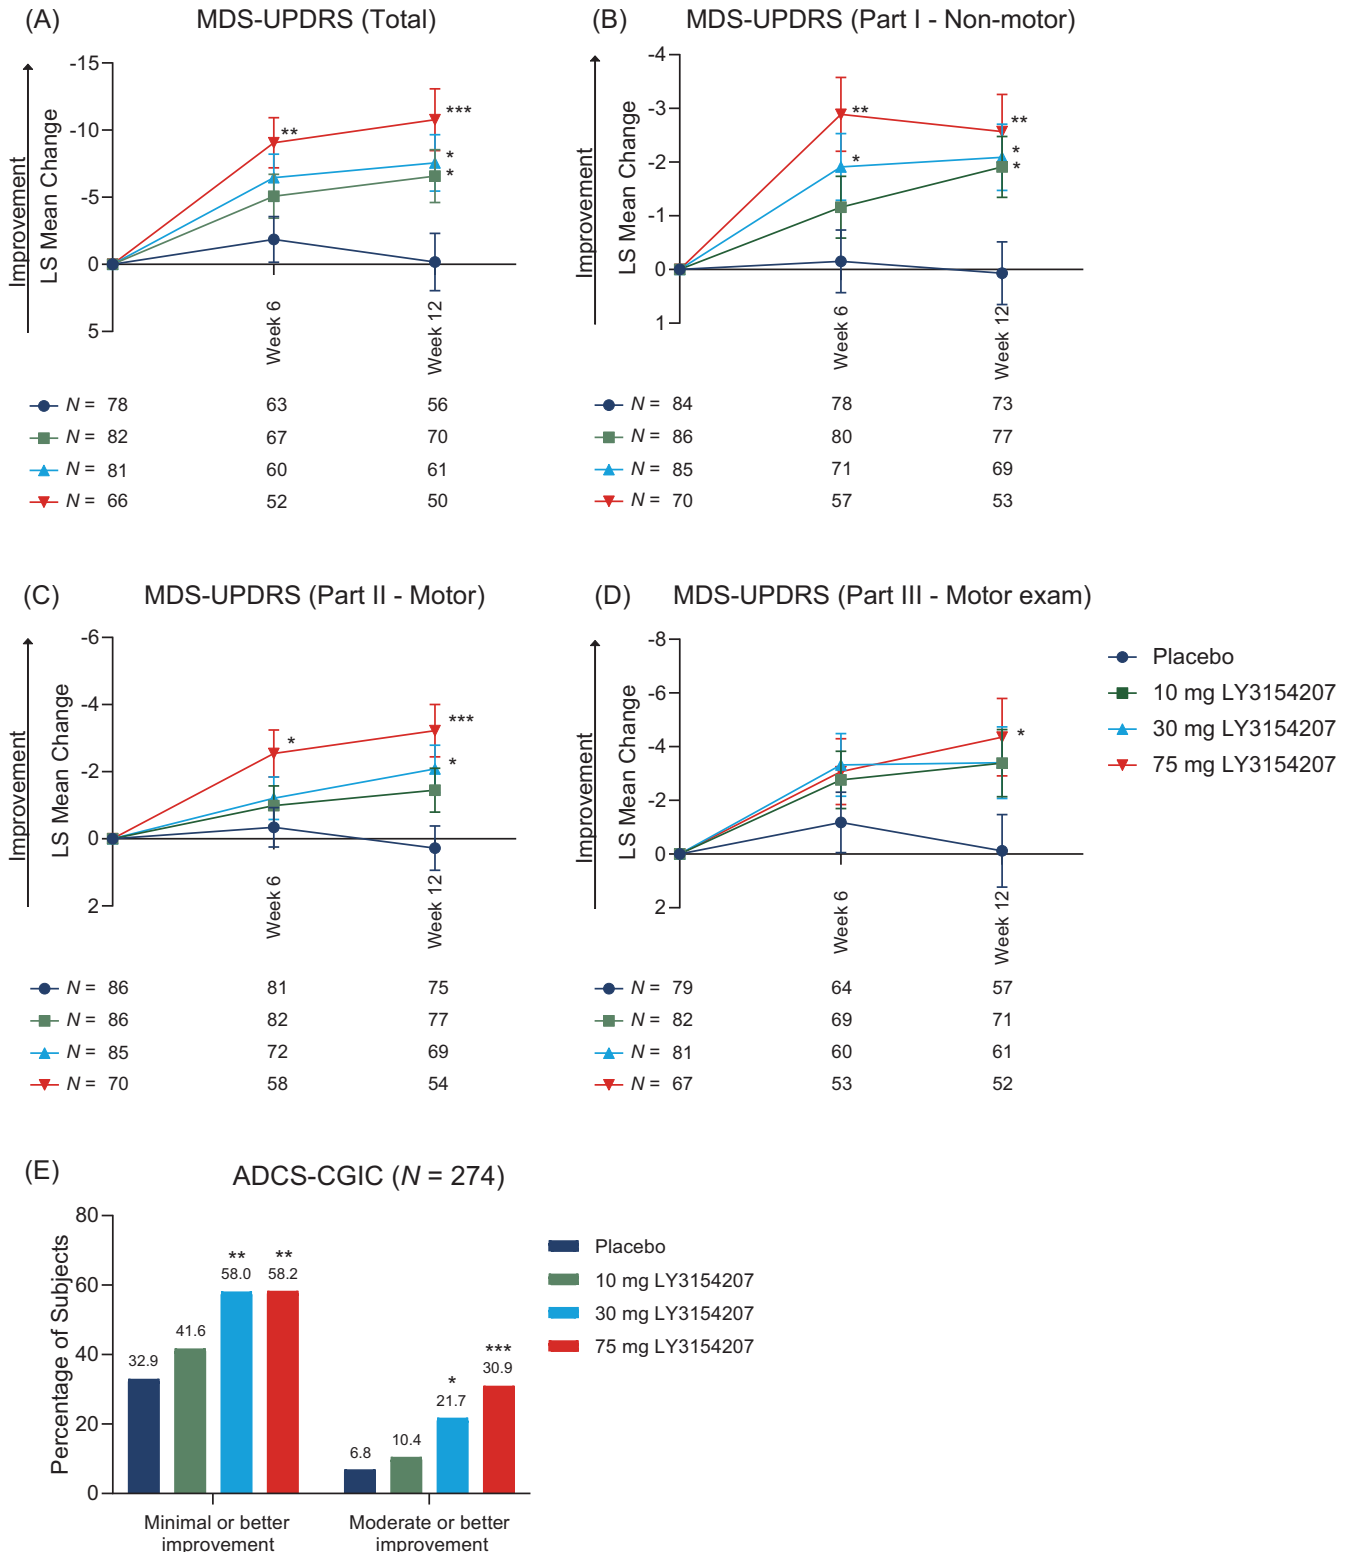 (A) MDS-UPDRS (Total)
Improvement
LS Mean Change
-15
-10
-5
0
5
**
***
*
*
Week 6
Week 12
N = 78 63 56
N = 82 67 70
N = 81 60 61
N = 66 52 50
(B) MDS-UPDRS (Part I - Non-motor)
Improvement
LS Mean Change
-4
-3
-2
-1
0
1
**
*
**
*
*
Week 6
Week 12
N = 84 78 73
N = 86 80 77
N = 85 71 69
N = 70 57 53
(C) MDS-UPDRS (Part II - Motor)
Improvement
LS Mean Change
-6
-4
-2
0
2
*
***
*
Week 6
Week 12
N = 86 81 75
N = 86 82 77
N = 85 72 69
N = 70 58 54
(D) MDS-UPDRS (Part III - Motor exam)
Improvement
LS Mean Change
-8
-6
-4
-2
0
2
*
Week 6
Week 12
Placebo
10 mg LY3154207
30 mg LY3154207
75 mg LY3154207
N = 79 64 57
N = 82 69 71
N = 81 60 61
N = 67 53 52
(E) ADCS-CGIC (N = 274)
Percentage of Subjects
80
60
40
20
0
32.9
41.6
**
58.0
**
58.2
6.8
10.4
*
21.7
***
30.9
Minimal or better
improvement
Moderate or better
improvement
Placebo
10 mg LY3154207
30 mg LY3154207
75 mg LY3154207